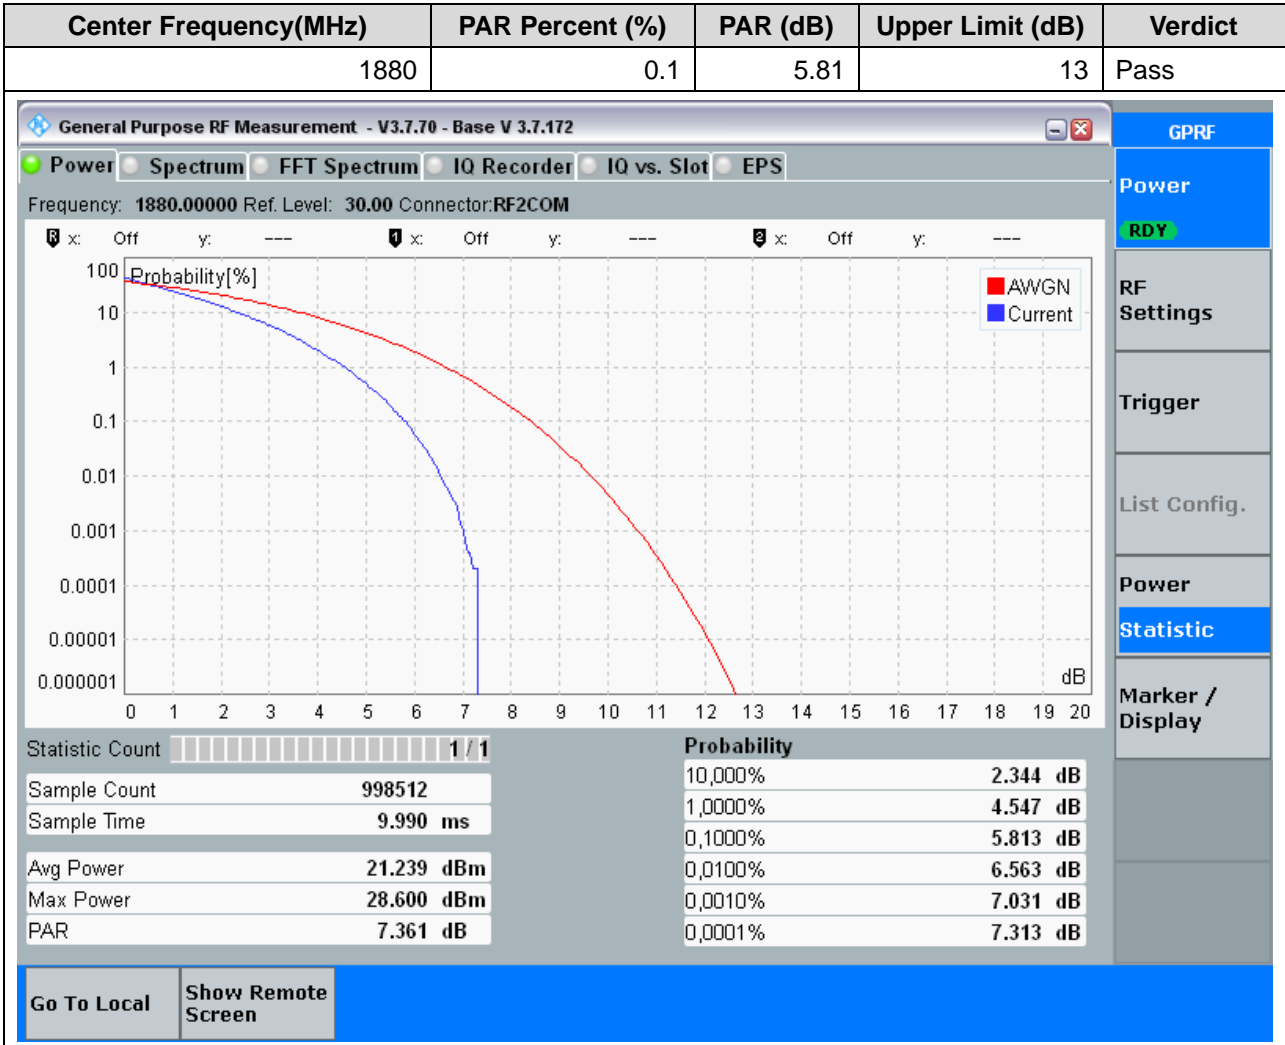 Center Frequency(MHz) PAR Percent (%) PAR (dB) Upper Limit (dB) Verdict
1880 0.1 5.81 13 Pass
General Purpose RF Measurement - V3.7.70 - Base V 3.7.172
GPRF
Power Spectrum FFT Spectrum IQ Recorder IQ vs. Slot EPS
Power
RDY
Frequency: 1880.00000 Ref. Level: 30.00 Connector:RF2COM
R x: Off y: --- 1 x: Off y: --- 2 x: Off y: ---
Probability[%]
AWGN
Current
100
10
1
0.1
0.01
0.001
0.0001
0.00001
0.000001
dB
0 1 2 3 4 5 6 7 8 9 10 11 12 13 14 15 16 17 18 19 20
RF
Settings
Trigger
List Config.
Power
Statistic
Marker /
Display
Statistic Count 1 / 1
Sample Count 998512
Sample Time 9.990 ms
Avg Power 21.239 dBm
Max Power 28.600 dBm
PAR 7.361 dB
Probability
10,000% 2.344 dB
1,0000% 4.547 dB
0,1000% 5.813 dB
0,0100% 6.563 dB
0,0010% 7.031 dB
0,0001% 7.313 dB
Go To Local
Show Remote
Screen